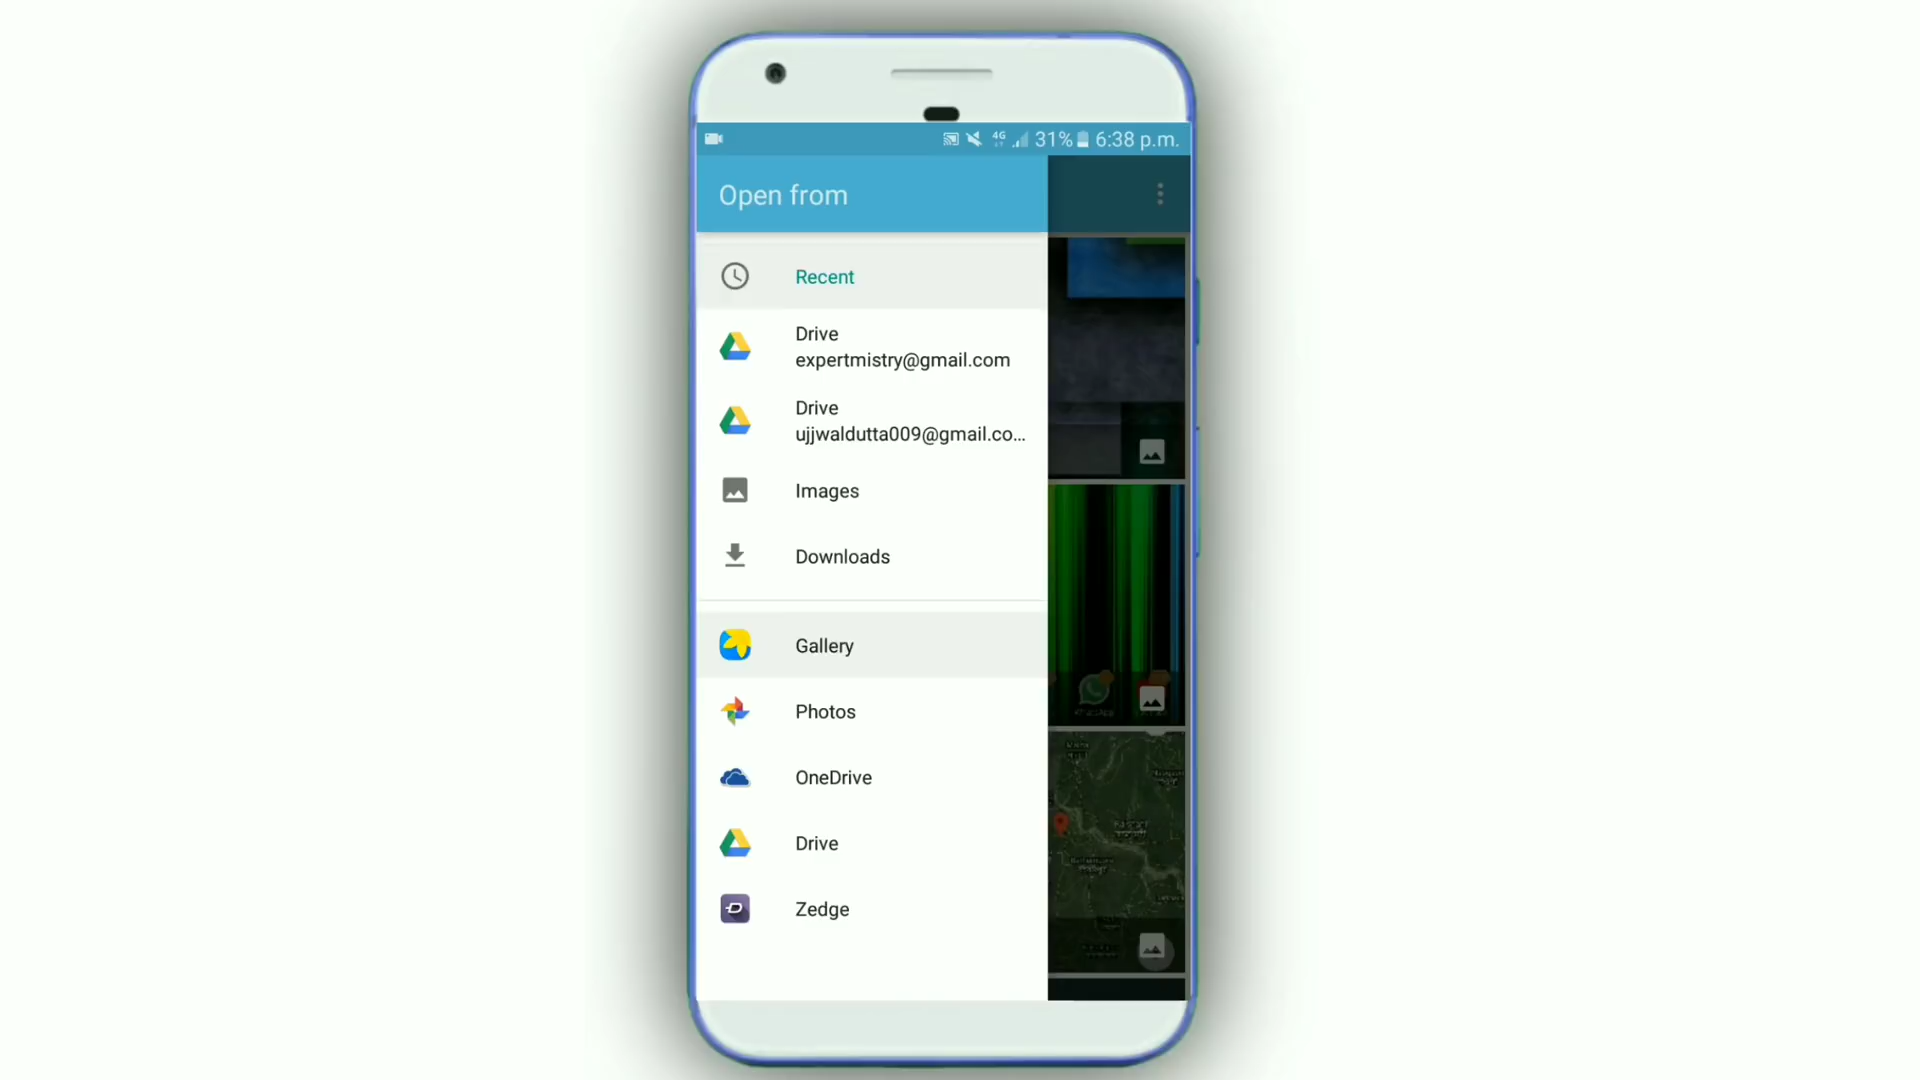 4G 31% 6:38 p.m.
Open from
Recent
Drive
expertmistry@gmail.com
Drive
ujjwaldutta009@gmail.co...
Images
Downloads
Gallery
Photos
OneDrive
Drive
Zedge